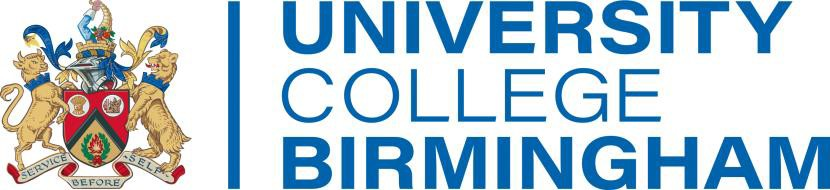 UNIVERSITY
COLLEGE
BIRMINGHAM
SERVICE BEFORE SELF